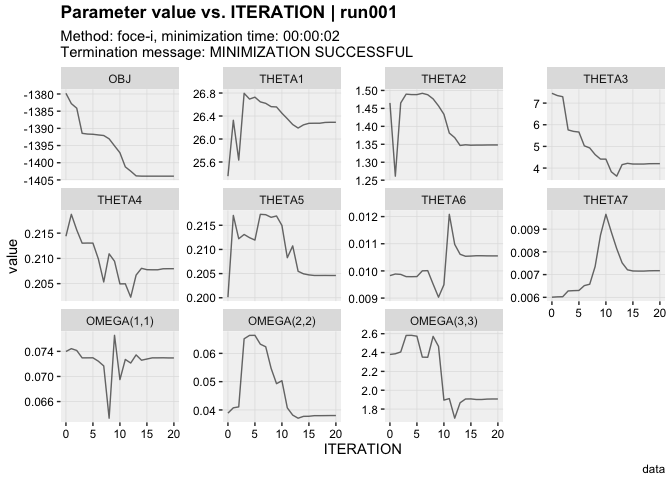 Parameter value vs. ITERATION | run001
Method: foce-i, minimization time: 00:00:02
Termination message: MINIMIZATION SUCCESSFUL
OBJ THETA1 THETA2 THETA3
-1380 -1385 -1390 -1395 -1400 -1405
26.8 26.4 26.0 25.6
1.50 1.45 1.40 1.35 1.30 1.25
7 6 5 4
THETA4 THETA5 THETA6 THETA7
0.215 0.210 0.205
0.215 0.210 0.205 0.200
0.012 0.011 0.010 0.009
0.009 0.008 0.007 0.006
0 5 10 15 20
OMEGA(1,1) OMEGA(2,2) OMEGA(3,3)
0.074 0.070 0.066
0.06 0.05 0.04
2.6 2.4 2.2 2.0 1.8
0 5 10 15 20 0 5 10 15 20 0 5 10 15 20
value
ITERATION
data